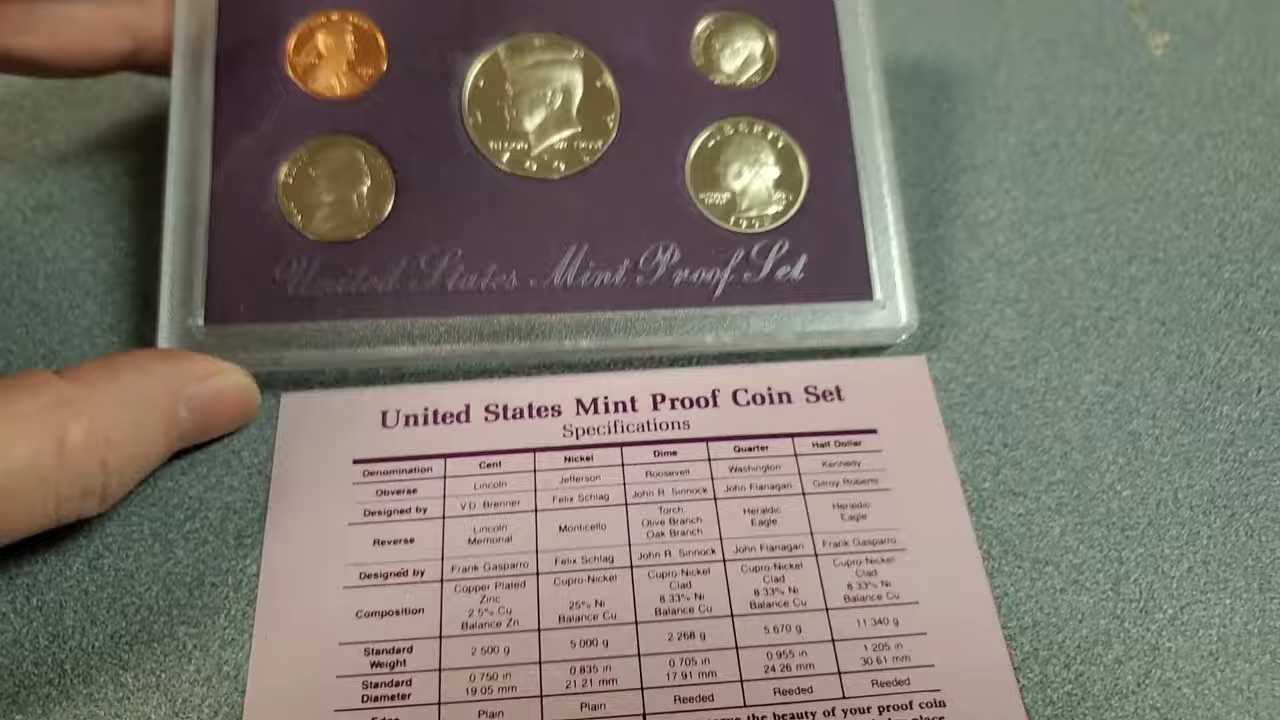 LIBERTY
United States Mint Proof Set
United States Mint Proof Coin Set
Specifications
Denomination Cent Nickel Dime Quarter Half Dollar
Obverse Lincoln Jefferson Roosevelt Washington Kennedy
Designed by V.D. Brenner Felix Schlag John R. Sinnock John Flanagan Gilroy Roberts
Reverse Lincoln Memorial Monticello Torch Olive Branch Oak Branch Heraldic Eagle Heraldic Eagle
Designed by Frank Gasparro Felix Schlag John R. Sinnock John Flanagan Frank Gasparro
Composition Copper Plated Zinc 2.5% Cu Balance Zn Cupro-Nickel 25% Ni Balance Cu Cupro-Nickel Clad 8.33% Ni Balance Cu Cupro-Nickel Clad 8.33% Ni Balance Cu Cupro-Nickel Clad 8.33% Ni Balance Cu
Standard Weight 2.500 g 5.000 g 2.268 g 5.670 g 11.340 g
Standard Diameter 0.750 in 19.05 mm 0.835 in 21.21 mm 0.705 in 17.91 mm 0.955 in 24.26 mm 1.205 in 30.61 mm
Edge Plain Plain Reeded Reeded Reeded
the beauty of your proof coin